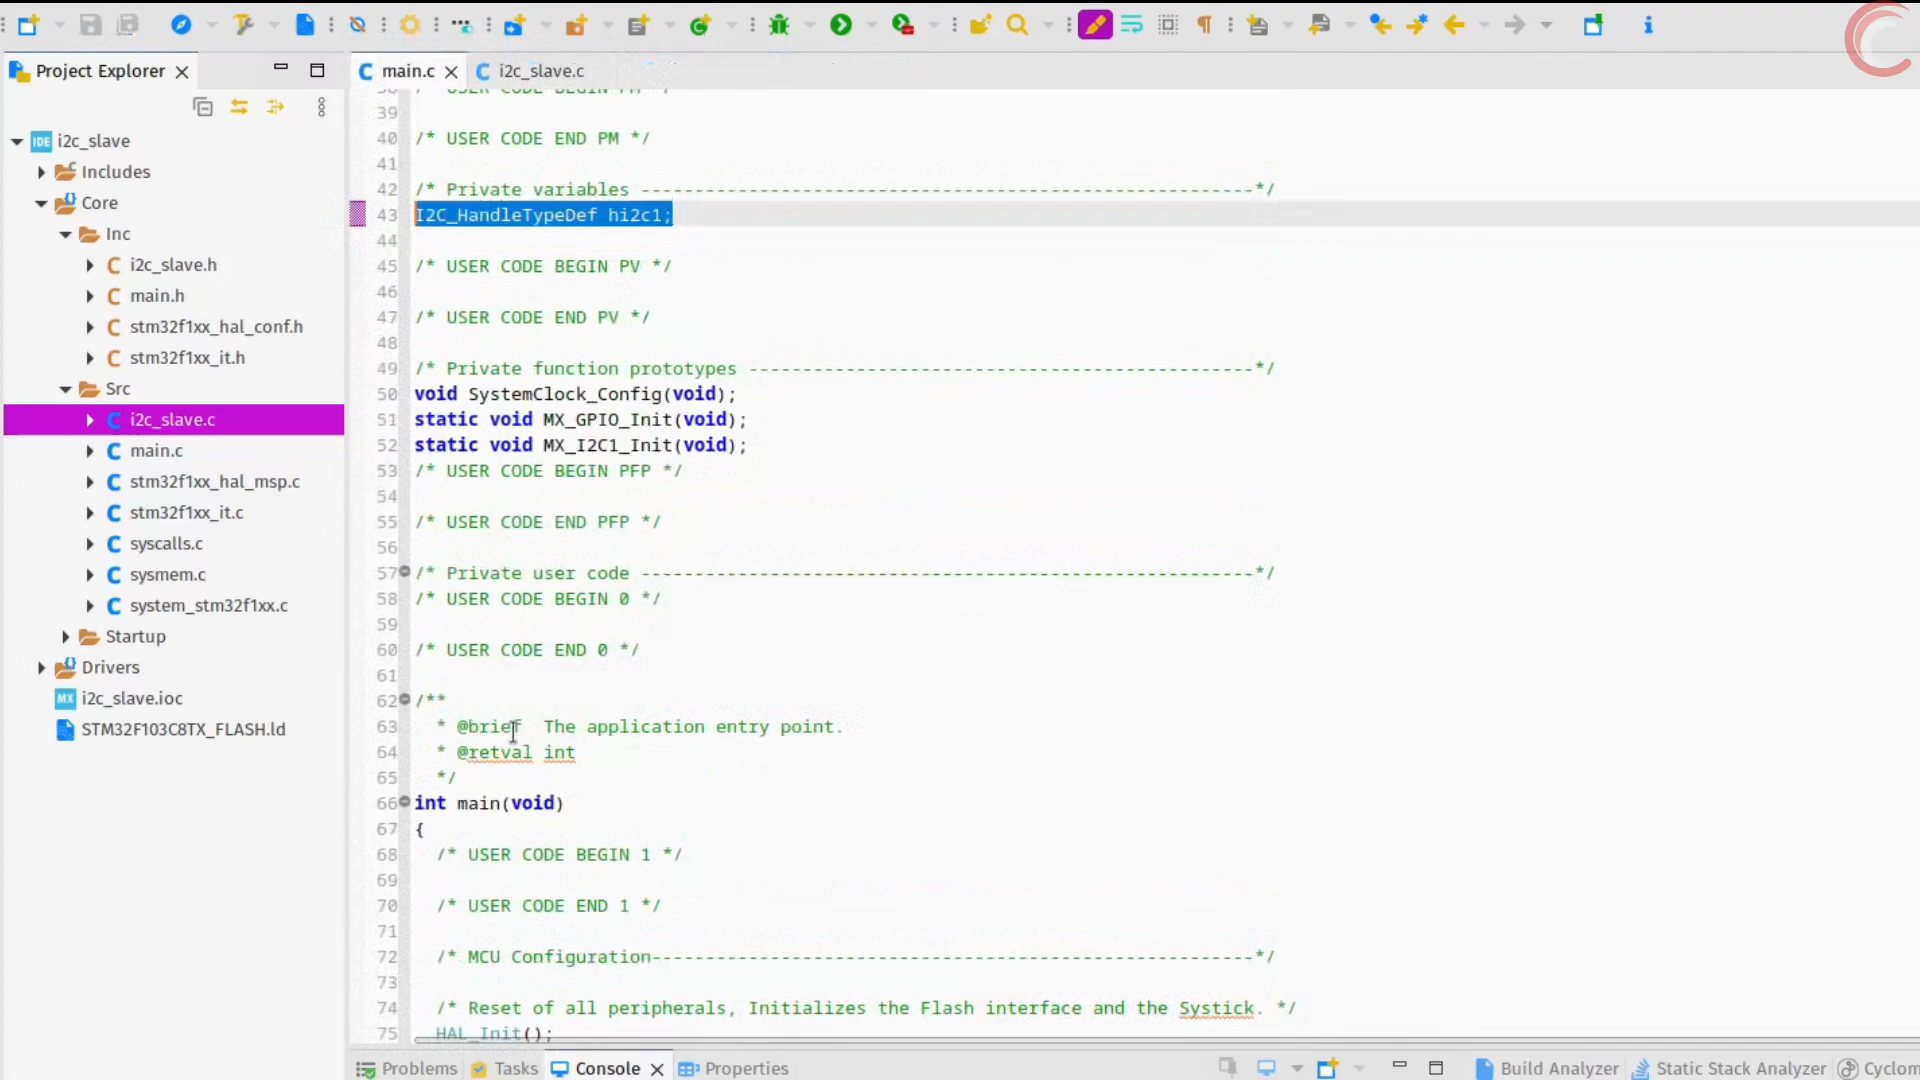 Project Explorer
main.c
i2c_slave.c
i2c_slave
Includes
Core
Inc
i2c_slave.h
main.h
stm32f1xx_hal_conf.h
stm32f1xx_it.h
Src
i2c_slave.c
main.c
stm32f1xx_hal_msp.c
stm32f1xx_it.c
syscalls.c
sysmem.c
system_stm32f1xx.c
Startup
Drivers
i2c_slave.ioc
STM32F103C8TX_FLASH.ld
38 /* USER CODE BEGIN PM */
39
40 /* USER CODE END PM */
41
42 /* Private variables ---------------------------------------------------------*/
43 I2C_HandleTypeDef hi2c1;
44
45 /* USER CODE BEGIN PV */
46
47 /* USER CODE END PV */
48
49 /* Private function prototypes -----------------------------------------------*/
50 void SystemClock_Config(void);
51 static void MX_GPIO_Init(void);
52 static void MX_I2C1_Init(void);
53 /* USER CODE BEGIN PFP */
54
55 /* USER CODE END PFP */
56
57 /* Private user code ---------------------------------------------------------*/
58 /* USER CODE BEGIN 0 */
59
60 /* USER CODE END 0 */
61
62 /**
63 * @brief The application entry point.
64 * @retval int
65 */
66 int main(void)
67 {
68 /* USER CODE BEGIN 1 */
69
70 /* USER CODE END 1 */
71
72 /* MCU Configuration--------------------------------------------------------*/
73
74 /* Reset of all peripherals, Initializes the Flash interface and the Systick. */
75 HAL_Init();
Problems
Tasks
Console
Properties
Build Analyzer
Static Stack Analyzer
Cyclom